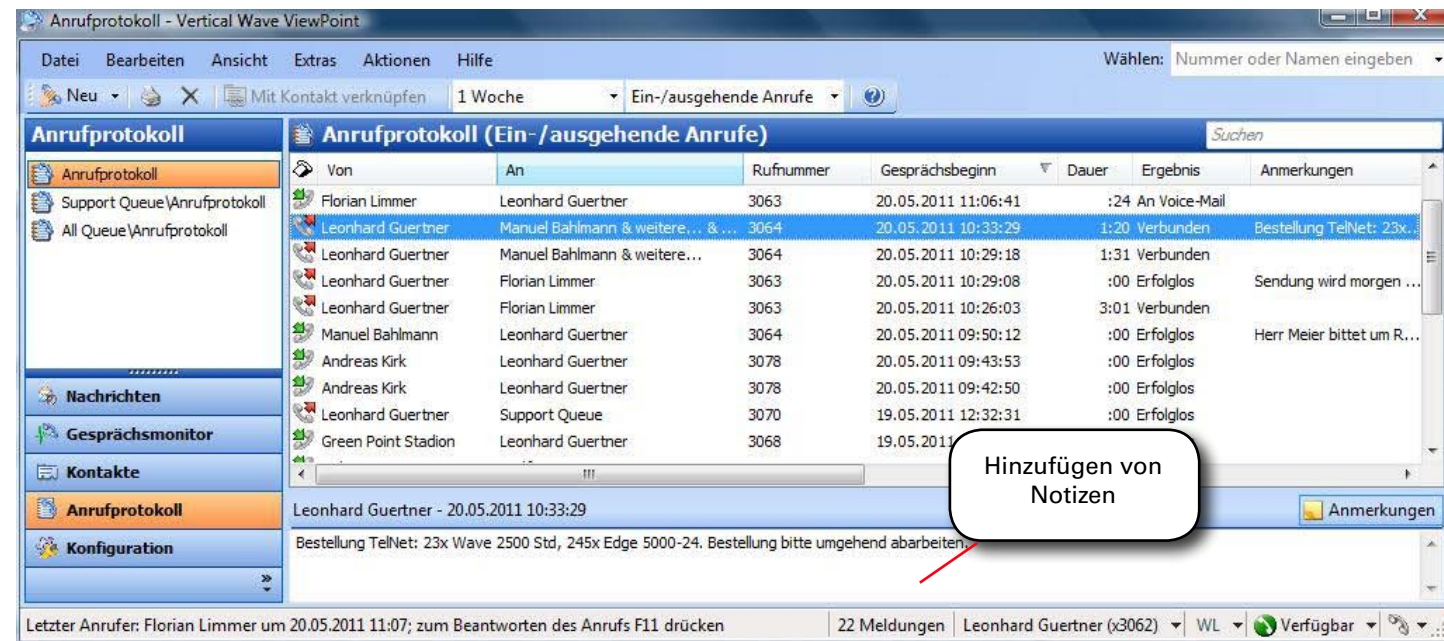 Anrufprotokoll - Vertical Wave ViewPoint
Datei Bearbeiten Ansicht Extras Aktionen Hilfe Wählen: Nummer oder Namen eingeben
Neu Mit Kontakt verknüpfen 1 Woche Ein-/ausgehende Anrufe
Anrufprotokoll
Anrufprotokoll
Support Queue\Anrufprotokoll
All Queue\Anrufprotokoll
Nachrichten
Gesprächsmonitor
Kontakte
Anrufprotokoll
Konfiguration
Anrufprotokoll (Ein-/ausgehende Anrufe) Suchen
Von An Rufnummer Gesprächsbeginn Dauer Ergebnis Anmerkungen
Florian Limmer Leonhard Guertner 3063 20.05.2011 11:06:41 :24 An Voice-Mail
Leonhard Guertner Manuel Bahlmann & weitere... & ... 3064 20.05.2011 10:33:29 1:20 Verbunden Bestellung TelNet: 23x...
Leonhard Guertner Manuel Bahlmann & weitere... 3064 20.05.2011 10:29:18 1:31 Verbunden
Leonhard Guertner Florian Limmer 3063 20.05.2011 10:29:08 :00 Erfolglos Sendung wird morgen ...
Leonhard Guertner Florian Limmer 3063 20.05.2011 10:26:03 3:01 Verbunden
Manuel Bahlmann Leonhard Guertner 3064 20.05.2011 09:50:12 :00 Erfolglos Herr Meier bittet um R...
Andreas Kirk Leonhard Guertner 3078 20.05.2011 09:43:53 :00 Erfolglos
Andreas Kirk Leonhard Guertner 3078 20.05.2011 09:42:50 :00 Erfolglos
Leonhard Guertner Support Queue 3070 19.05.2011 12:32:31 :00 Erfolglos
Green Point Stadion Leonhard Guertner 3068 19.05.2011
Hinzufügen von
Notizen
Leonhard Guertner - 20.05.2011 10:33:29 Anmerkungen
Bestellung TelNet: 23x Wave 2500 Std, 245x Edge 5000-24. Bestellung bitte umgehend abarbeiten.
Letzter Anrufer: Florian Limmer um 20.05.2011 11:07; zum Beantworten des Anrufs F11 drücken 22 Meldungen Leonhard Guertner (x3062) WL Verfügbar